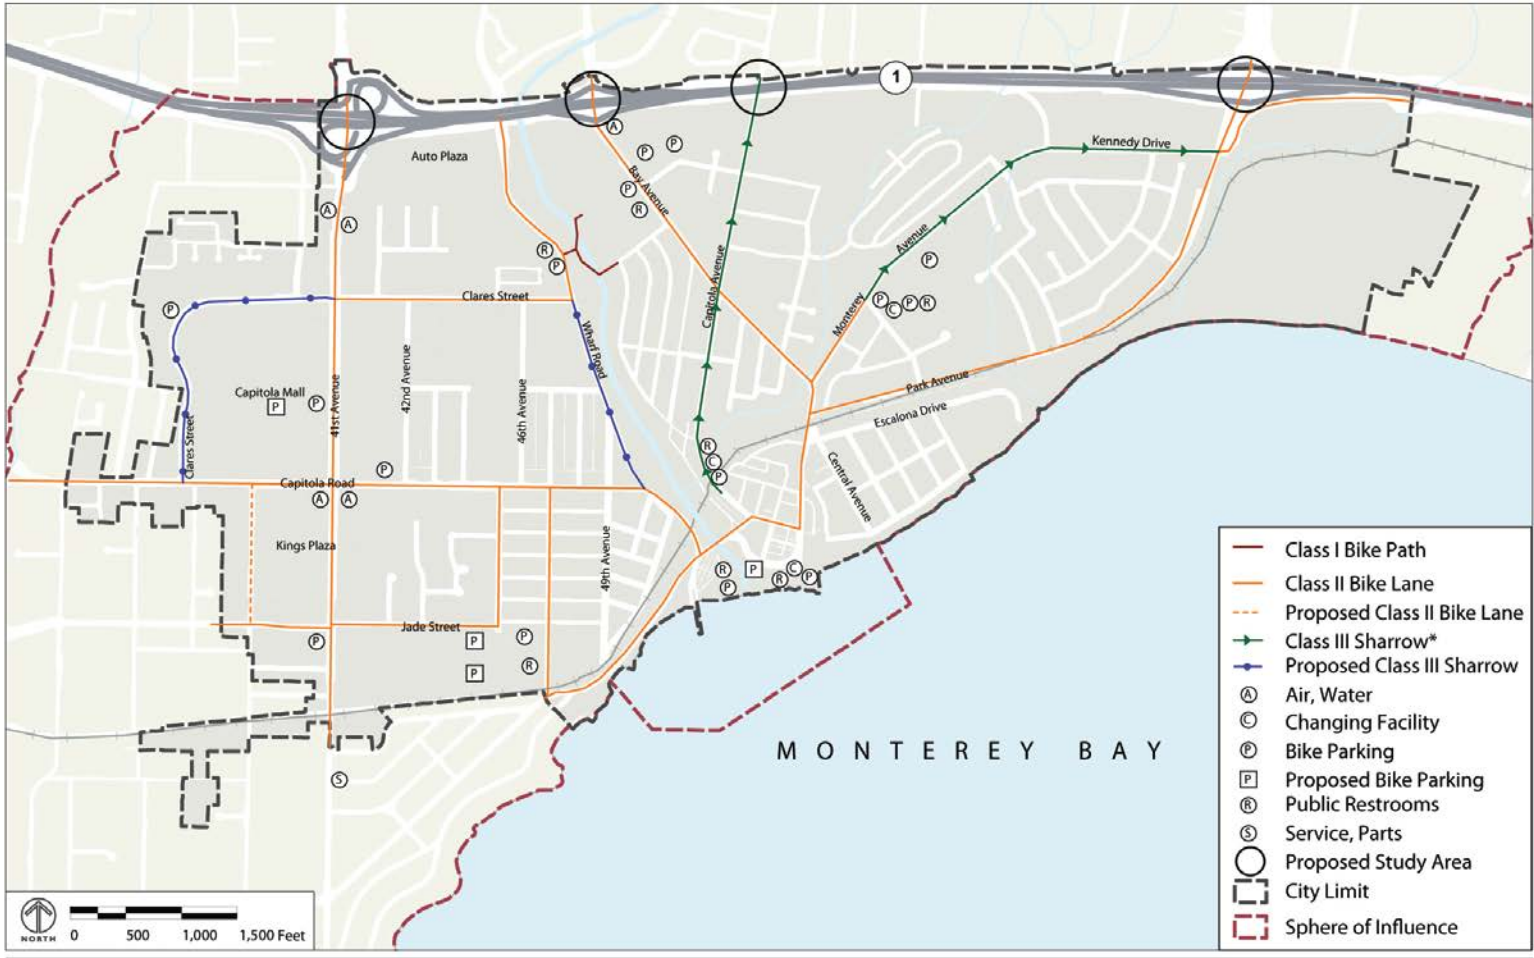 1
Kennedy Drive
Auto Plaza
A
P
P
Bay Avenue
P
R
A
A
R
P
Capitola Avenue
Avenue
P
Monterey
P
C
P
R
Clares Street
P
Wharf Road
Capitola Mall
P
P
41st Avenue
42nd Avenue
46th Avenue
Park Avenue
Escalona Drive
Clares Street
R
C
P
P
Central Avenue
Capitola Road
A
A
Kings Plaza
49th Avenue
R
P
P
R
C
P
Jade Street
P
P
P
P
R
S
MONTEREY BAY
Class I Bike Path
Class II Bike Lane
Proposed Class II Bike Lane
Class III Sharrow*
Proposed Class III Sharrow
A Air, Water
C Changing Facility
P Bike Parking
P Proposed Bike Parking
R Public Restrooms
S Service, Parts
Proposed Study Area
City Limit
Sphere of Influence
NORTH
0 500 1,000 1,500 Feet